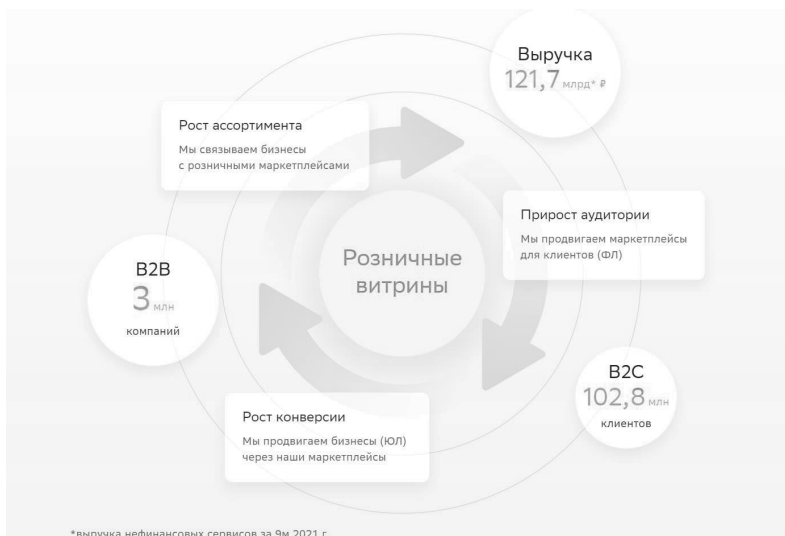 Выручка
121,7 млрд* ₽
Рост ассортимента
Мы связываем бизнесы
с розничными маркетплейсами
Прирост аудитории
Мы продвигаем маркетплейсы
для клиентов (ФЛ)
Розничные
витрины
B2B
3 млн
компаний
B2C
102,8 млн
клиентов
Рост конверсии
Мы продвигаем бизнесы (ЮЛ)
через наши маркетплейсы
*выручка нефинансовых сервисов за 9м 2021 г.